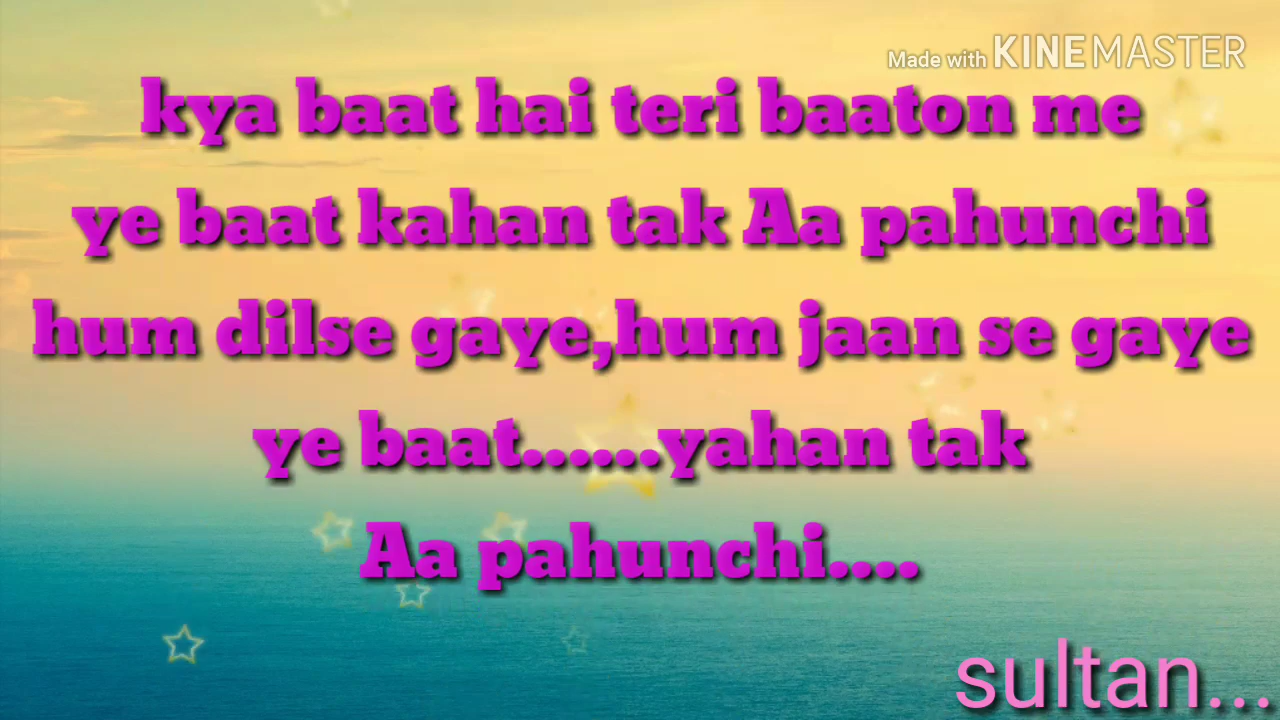 Made with KINEMASTER
kya baat hai teri baaton me
ye baat kahan tak Aa pahunchi
hum dilse gaye,hum jaan se gaye
ye baat......yahan tak
Aa pahunchi....
sultan...